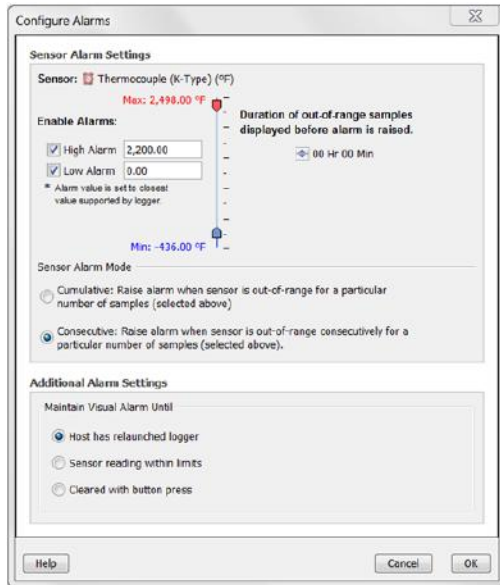 Configure Alarms
Sensor Alarm Settings
Sensor: Thermocouple (K-Type) (°F)
Max: 2,498.00 °F
Duration of out-of-range samples
displayed before alarm is raised.
Enable Alarms:
High Alarm 2,200.00
00 Hr 00 Min
Low Alarm 0.00
* Alarm value is set to closest
value supported by logger.
Min: -436.00 °F
Sensor Alarm Mode
Cumulative: Raise alarm when sensor is out-of-range for a particular
number of samples (selected above)
Consecutive: Raise alarm when sensor is out-of-range consecutively for a
particular number of samples (selected above).
Additional Alarm Settings
Maintain Visual Alarm Until
Host has relaunched logger
Sensor reading within limits
Cleared with button press
Help
Cancel
OK